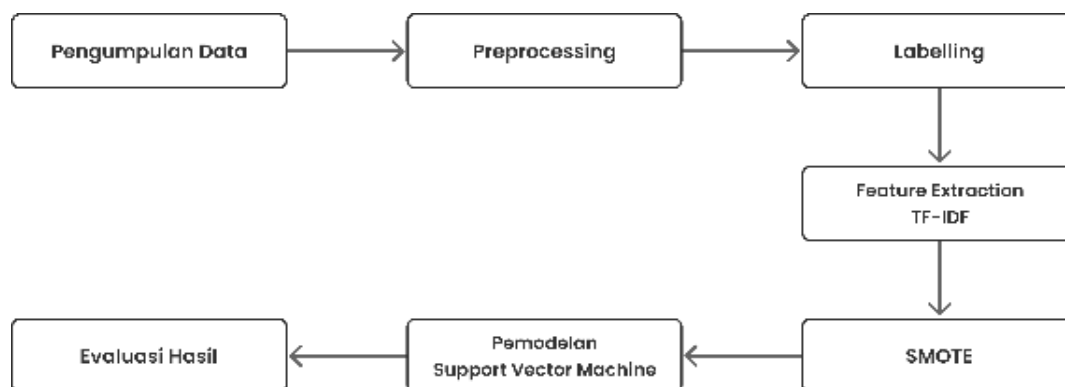 Pengumpulan Data
Preprocessing
Labelling
Feature Extraction
TF-IDF
SMOTE
Pemodelan
Support Vector Machine
Evaluasi Hasil